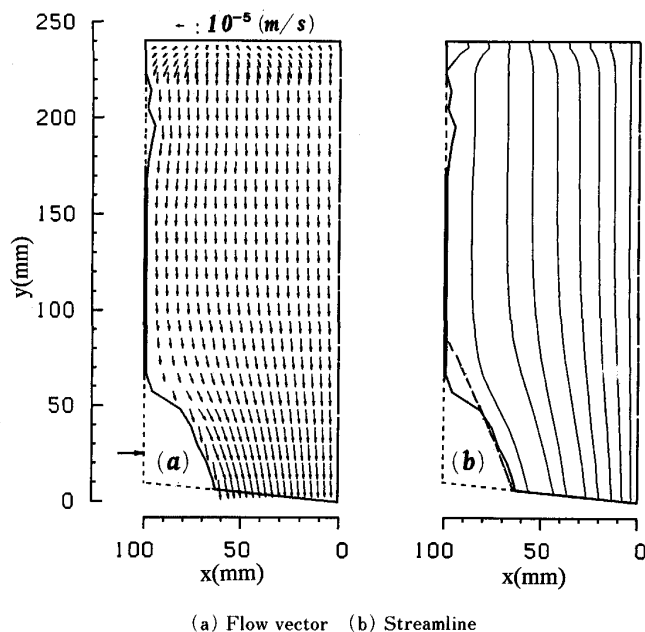 ← : 10⁻⁵ (m/s)
250
200
150
100
50
0
y(mm)
(a)
(b)
100 50 0
100 50 0
x(mm)
x(mm)
(a) Flow vector (b) Streamline